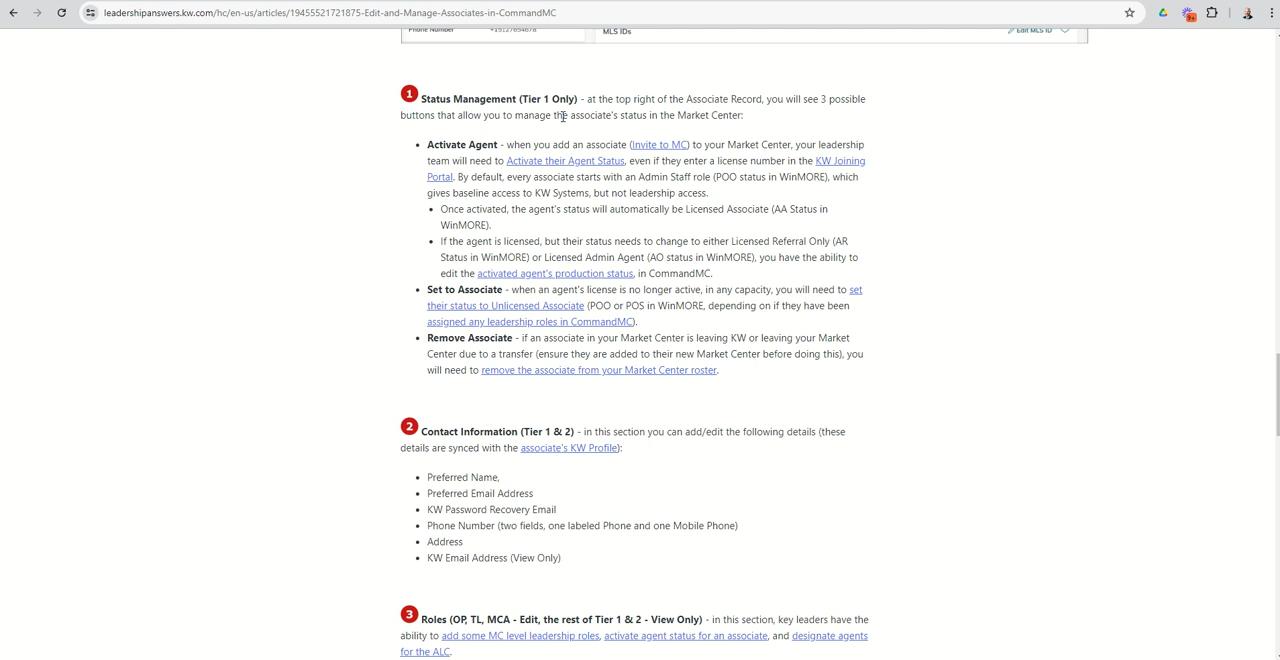 leadershipanswers.kw.com/hc/en-us/articles/19455521721875-Edit-and-Manage-Associates-in-CommandMC
9+
Phone Number
+15127654678
MLS IDs
Edit MLS ID
1 Status Management (Tier 1 Only) - at the top right of the Associate Record, you will see 3 possible
buttons that allow you to manage the associate's status in the Market Center:
• Activate Agent - when you add an associate (Invite to MC) to your Market Center, your leadership
team will need to Activate their Agent Status, even if they enter a license number in the KW Joining
Portal. By default, every associate starts with an Admin Staff role (POO status in WinMORE), which
gives baseline access to KW Systems, but not leadership access.
• Once activated, the agent's status will automatically be Licensed Associate (AA Status in
WinMORE).
• If the agent is licensed, but their status needs to change to either Licensed Referral Only (AR
Status in WinMORE) or Licensed Admin Agent (AO status in WinMORE), you have the ability to
edit the activated agent's production status, in CommandMC.
• Set to Associate - when an agent's license is no longer active, in any capacity, you will need to set
their status to Unlicensed Associate (POO or POS in WinMORE, depending on if they have been
assigned any leadership roles in CommandMC).
• Remove Associate - if an associate in your Market Center is leaving KW or leaving your Market
Center due to a transfer (ensure they are added to their new Market Center before doing this), you
will need to remove the associate from your Market Center roster.
2 Contact Information (Tier 1 & 2) - in this section you can add/edit the following details (these
details are synced with the associate's KW Profile):
• Preferred Name,
• Preferred Email Address
• KW Password Recovery Email
• Phone Number (two fields, one labeled Phone and one Mobile Phone)
• Address
• KW Email Address (View Only)
3 Roles (OP, TL, MCA - Edit, the rest of Tier 1 & 2 - View Only) - in this section, key leaders have the
ability to add some MC level leadership roles, activate agent status for an associate, and designate agents
for the ALC.